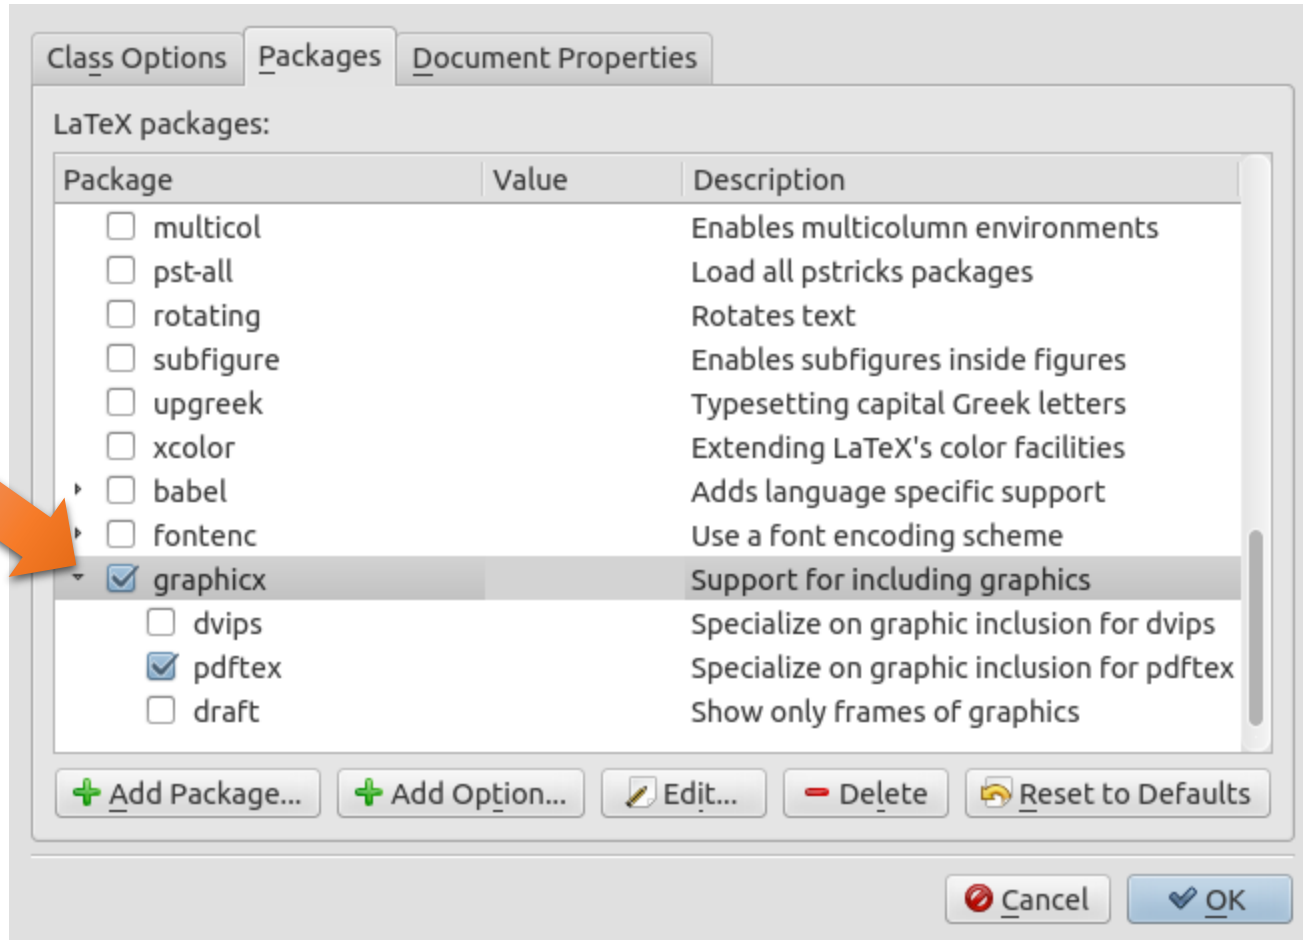 Class Options Packages Document Properties
LaTeX packages:
Package Value Description
multicol Enables multicolumn environments
pst-all Load all pstricks packages
rotating Rotates text
subfigure Enables subfigures inside figures
upgreek Typesetting capital Greek letters
xcolor Extending LaTeX's color facilities
babel Adds language specific support
fontenc Use a font encoding scheme
graphicx Support for including graphics
dvips Specialize on graphic inclusion for dvips
pdftex Specialize on graphic inclusion for pdftex
draft Show only frames of graphics
Add Package... Add Option... Edit... Delete Reset to Defaults
Cancel OK